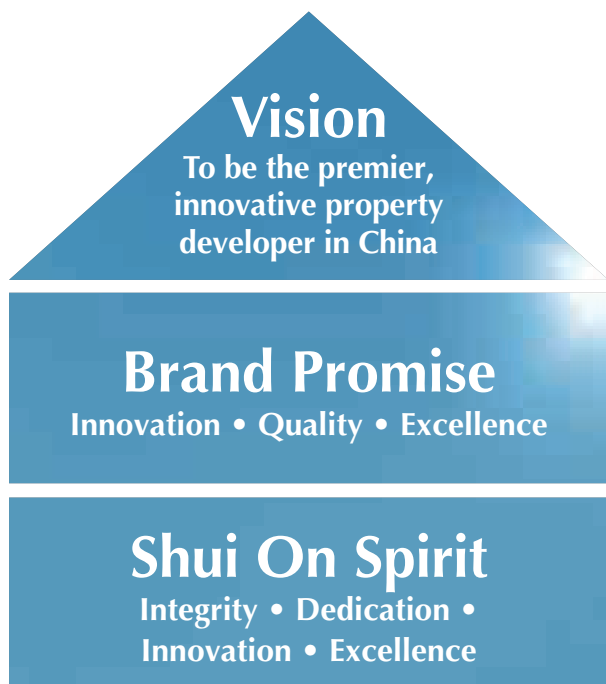 Vision
To be the premier,
innovative property
developer in China
Brand Promise
Innovation • Quality • Excellence
Shui On Spirit
Integrity • Dedication •
Innovation • Excellence